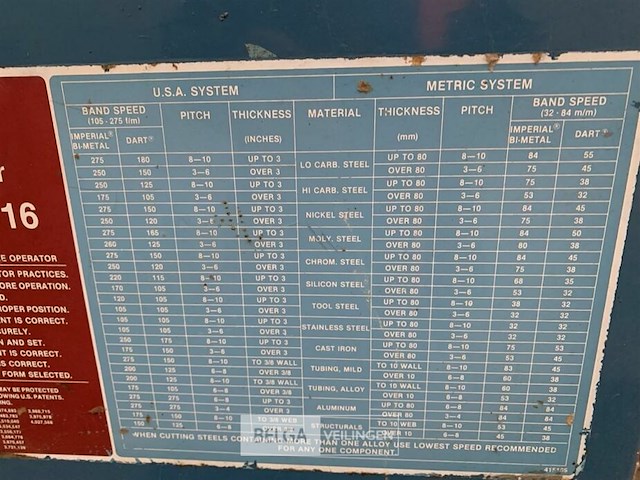 U.S.A. SYSTEM METRIC SYSTEM
BAND SPEED (105 - 275 f/m) PITCH THICKNESS (INCHES) MATERIAL THICKNESS (mm) PITCH BAND SPEED (32 - 84 m/m)
IMPERIAL® BI-METAL DART® IMPERIAL® BI-METAL DART®
275 180 8—10 UP TO 3 LO CARB. STEEL UP TO 80 8—10 84 55
250 150 3—6 OVER 3 OVER 80 3—6 75 45
250 125 8—10 UP TO 3 HI CARB. STEEL UP TO 80 8—10 75 38
175 105 3—6 OVER 3 OVER 80 3—6 53 32
275 150 8—10 UP TO 3 NICKEL STEEL UP TO 80 8—10 84 45
250 120 3—6 OVER 3 OVER 80 3—6 75 38
275 165 8—10 UP TO 3 MOLY. STEEL UP TO 80 8—10 84 50
260 125 3—6 OVER 3 OVER 80 3—6 80 38
275 150 8—10 UP TO 3 CHROM. STEEL UP TO 80 8—10 84 45
250 120 3—6 OVER 3 OVER 80 3—6 75 38
220 115 8—10 UP TO 3 SILICON STEEL UP TO 80 8—10 68 35
170 105 3—6 OVER 3 OVER 80 3—6 53 32
120 105 8—10 UP TO 3 TOOL STEEL UP TO 80 8—10 38 32
105 105 3—6 OVER 3 OVER 80 3—6 32 32
105 105 8—10 UP TO 3 STAINLESS STEEL UP TO 80 8—10 32 32
105 105 3—6 OVER 3 OVER 80 3—6 32 32
8—10 UP TO 3 CAST IRON UP TO 80 8—10 75 53
175 150 3—6 OVER 3 OVER 80 3—6 53 45
275 150 8—10 TO 3/8 WALL TUBING, MILD TO 10 WALL 8—10 83 45
200 125 6—8 OVER 3/8 OVER 10 6—8 60 38
200 125 8—10 TO 3/8 WALL TUBING, ALLOY TO 10 WALL 8—10 60 38
175 105 6—8 OVER 3/8 OVER 10 6—8 53
275 275 6—8 UP TO 3 ALUMINUM UP TO 80 6—8 84 84
275 275 3—6 OVER 3 OVER 80 3—6 84 84
175 150 TO 3/8 WEB STRUCTURALS TO 10 WEB 53 45
150 125 6—8 OVER 10 6—8 45 38
WHEN CUTTING STEELS CONTAINING MORE THAN ONE ALLOY USE LOWEST SPEED RECOMMENDED
FOR ANY ONE COMPONENT.
VEILINGEN
r
16
E OPERATOR
TOR PRACTICES.
ORE OPERATION.
D.
ROPER POSITION.
ENT IS CORRECT.
URELY.
N AND SET.
NT IS CORRECT.
S CORRECT.
FORM SELECTED.
MAY BE PROTECTED
OWING U.S. PATENTS.
ING.